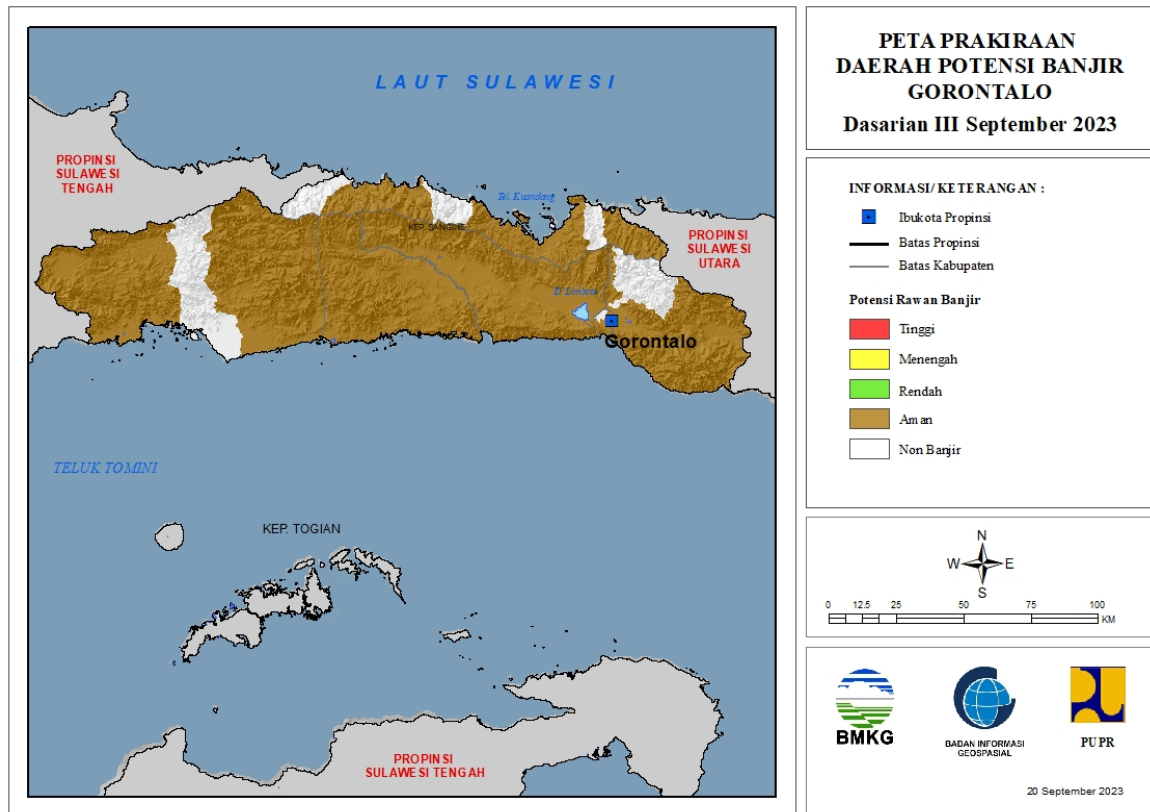 LAUT SULAWESI
PROPINSI
SULAWESI
TENGAH
Tel. Kuandang
KEP. SANGIHE
PROPINSI
SULAWESI
UTARA
D. Limboto
Gorontalo
TELUK TOMINI
KEP. TOGIAN
PROPINSI
SULAWESI TENGAH
PETA PRAKIRAAN
DAERAH POTENSI BANJIR
GORONTALO
Dasarian III September 2023
INFORMASI/ KETERANGAN :
Ibukota Propinsi
Batas Propinsi
Batas Kabupaten
Potensi Rawan Banjir
Tinggi
Menengah
Rendah
Aman
Non Banjir
N
W E
S
0 12.5 25 50 75 100
KM
BMKG
BADAN INFORMASI
GEOSPASIAL
PUPR
20 September 2023